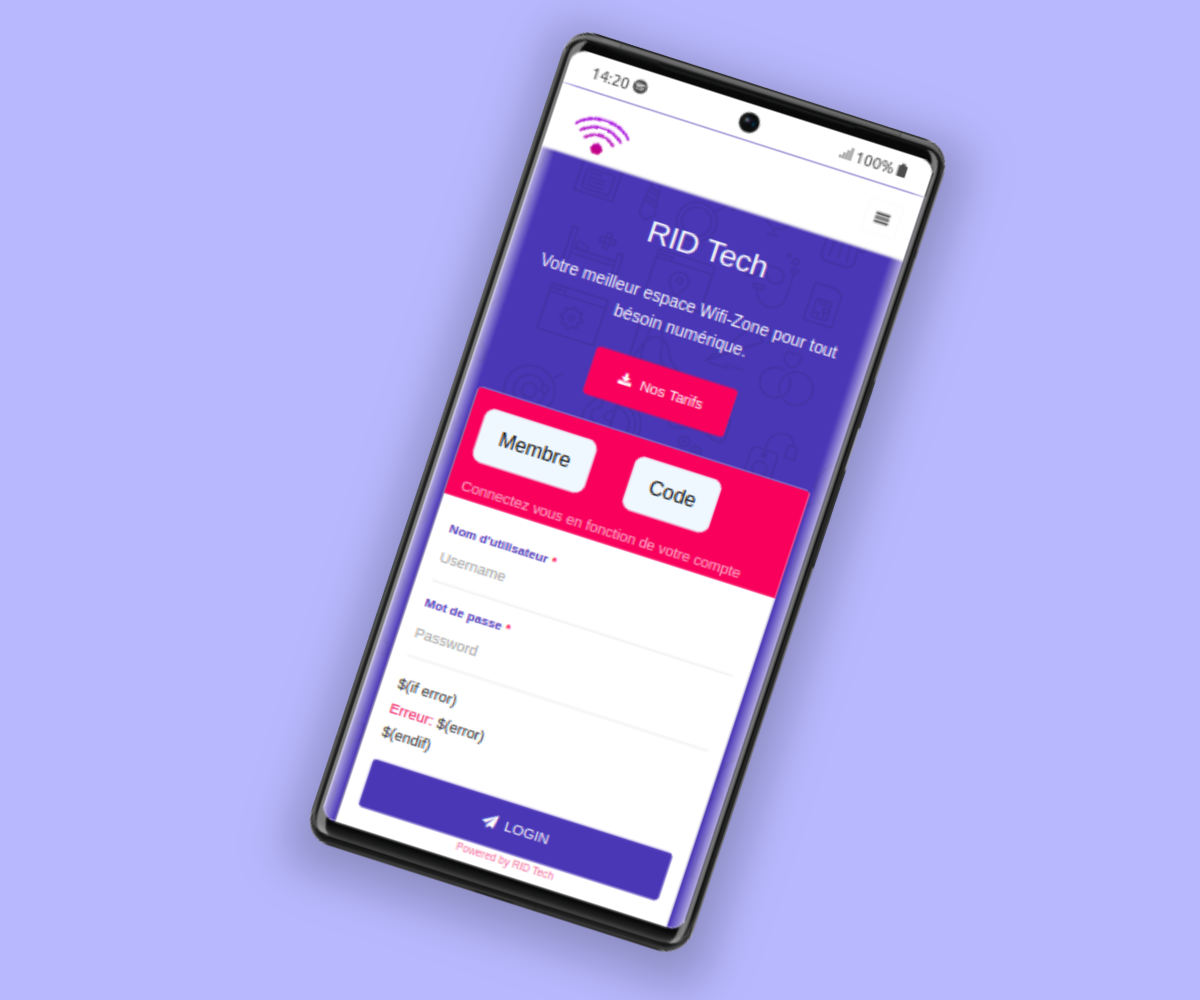 14:20
100%
RID Tech
Votre meilleur espace Wifi-Zone pour tout
bésoin numérique.
Nos Tarifs
Membre
Code
Connectez vous en fonction de votre compte
Nom d'utilisateur *
Username
Mot de passe *
Password
$(if error)
Erreur: $(error)
$(endif)
LOGIN
Powered by RID Tech